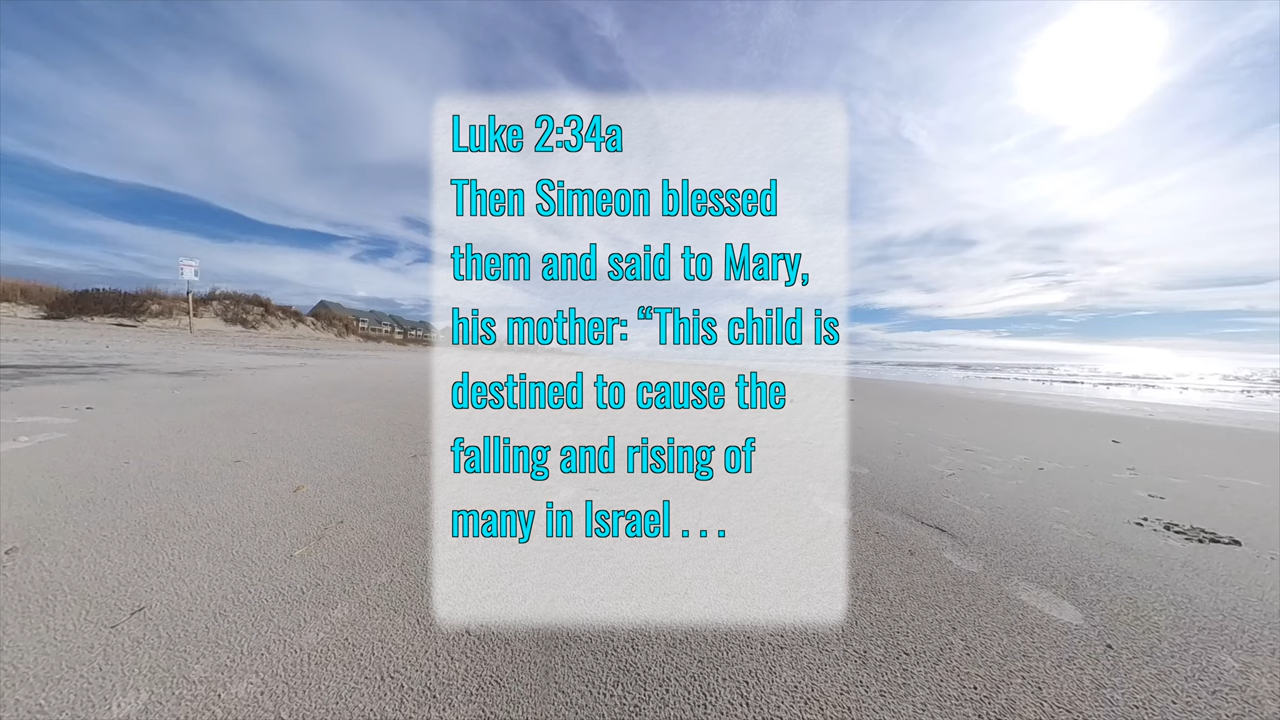 Luke 2:34a
Then Simeon blessed
them and said to Mary,
his mother: “This child is
destined to cause the
falling and rising of
many in Israel . . .